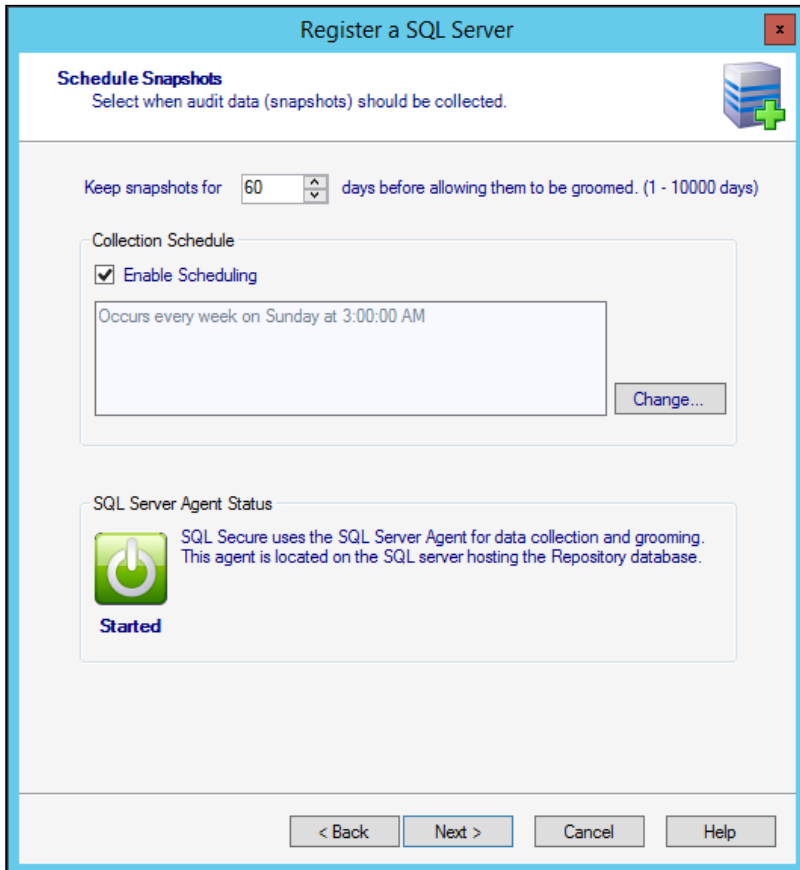 Register a SQL Server
x
Schedule Snapshots
Select when audit data (snapshots) should be collected.
Keep snapshots for 60 days before allowing them to be groomed. (1 - 10000 days)
Collection Schedule
Enable Scheduling
Occurs every week on Sunday at 3:00:00 AM
Change...
SQL Server Agent Status
SQL Secure uses the SQL Server Agent for data collection and grooming.
This agent is located on the SQL server hosting the Repository database.
Started
< Back Next > Cancel Help